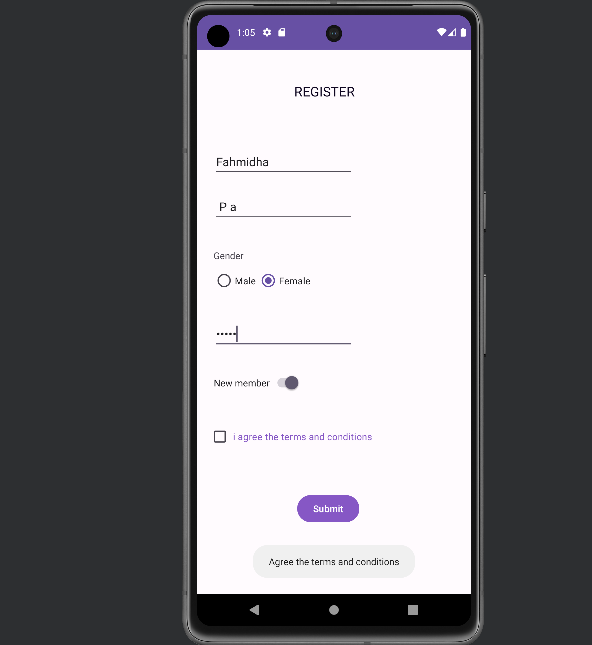 1:05
REGISTER
Fahmidha
P a
Gender
Male Female
•••••
New member
i agree the terms and conditions
Submit
Agree the terms and conditions